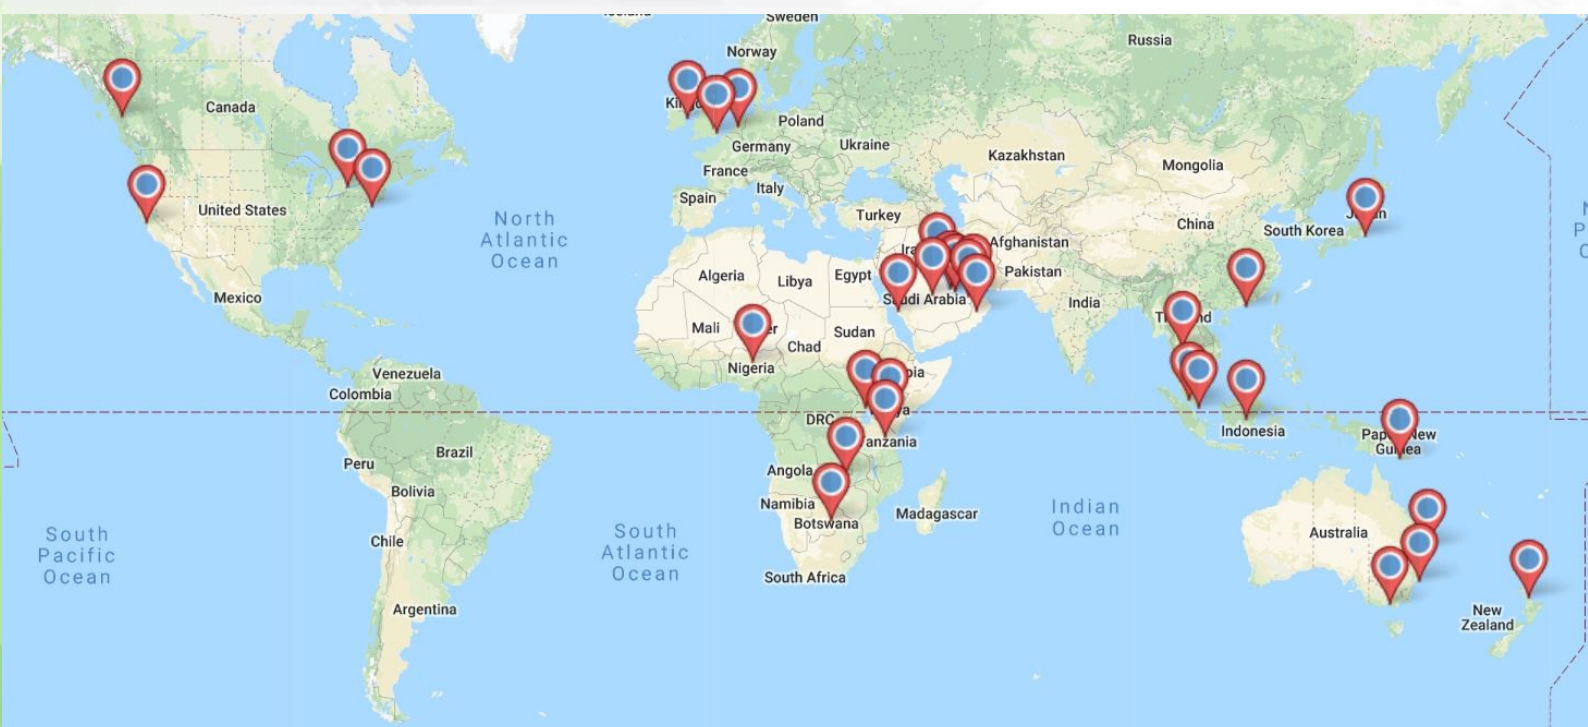 Sweden
Norway
Russia
Canada
Poland
Germany
Ukraine
Kazakhstan
Mongolia
France
Italy
Spain
United States
Turkey
China
South Korea
North
Atlantic
Ocean
Afghanistan
Algeria
Libya
Egypt
Pakistan
Mexico
Saudi Arabia
India
Mali
Sudan
Chad
Nigeria
Venezuela
Colombia
DRC
Indonesia
Peru
Brazil
Angola
Bolivia
Namibia
Madagascar
Indian
Ocean
Botswana
South
Pacific
Ocean
South
Atlantic
Ocean
Chile
Australia
South Africa
Argentina
New
Zealand